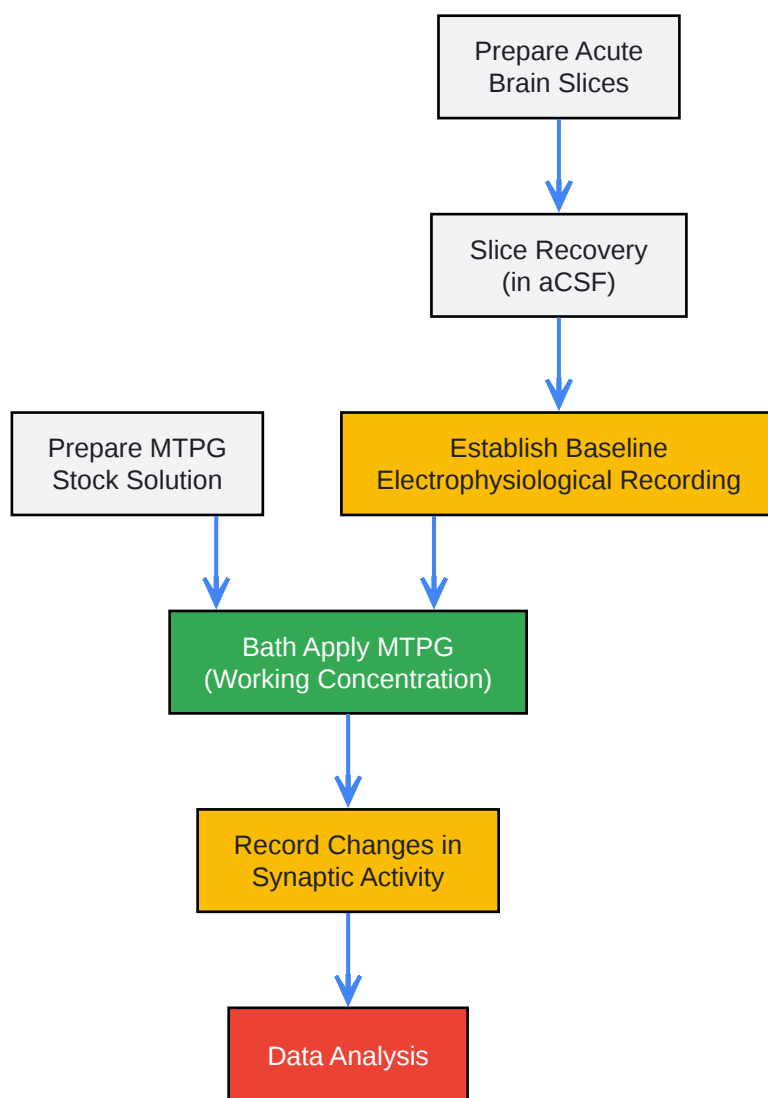 Prepare Acute
Brain Slices
Slice Recovery
(in aCSF)
Prepare MTPG
Stock Solution
Establish Baseline
Electrophysiological Recording
Bath Apply MTPG
(Working Concentration)
Record Changes in
Synaptic Activity
Data Analysis